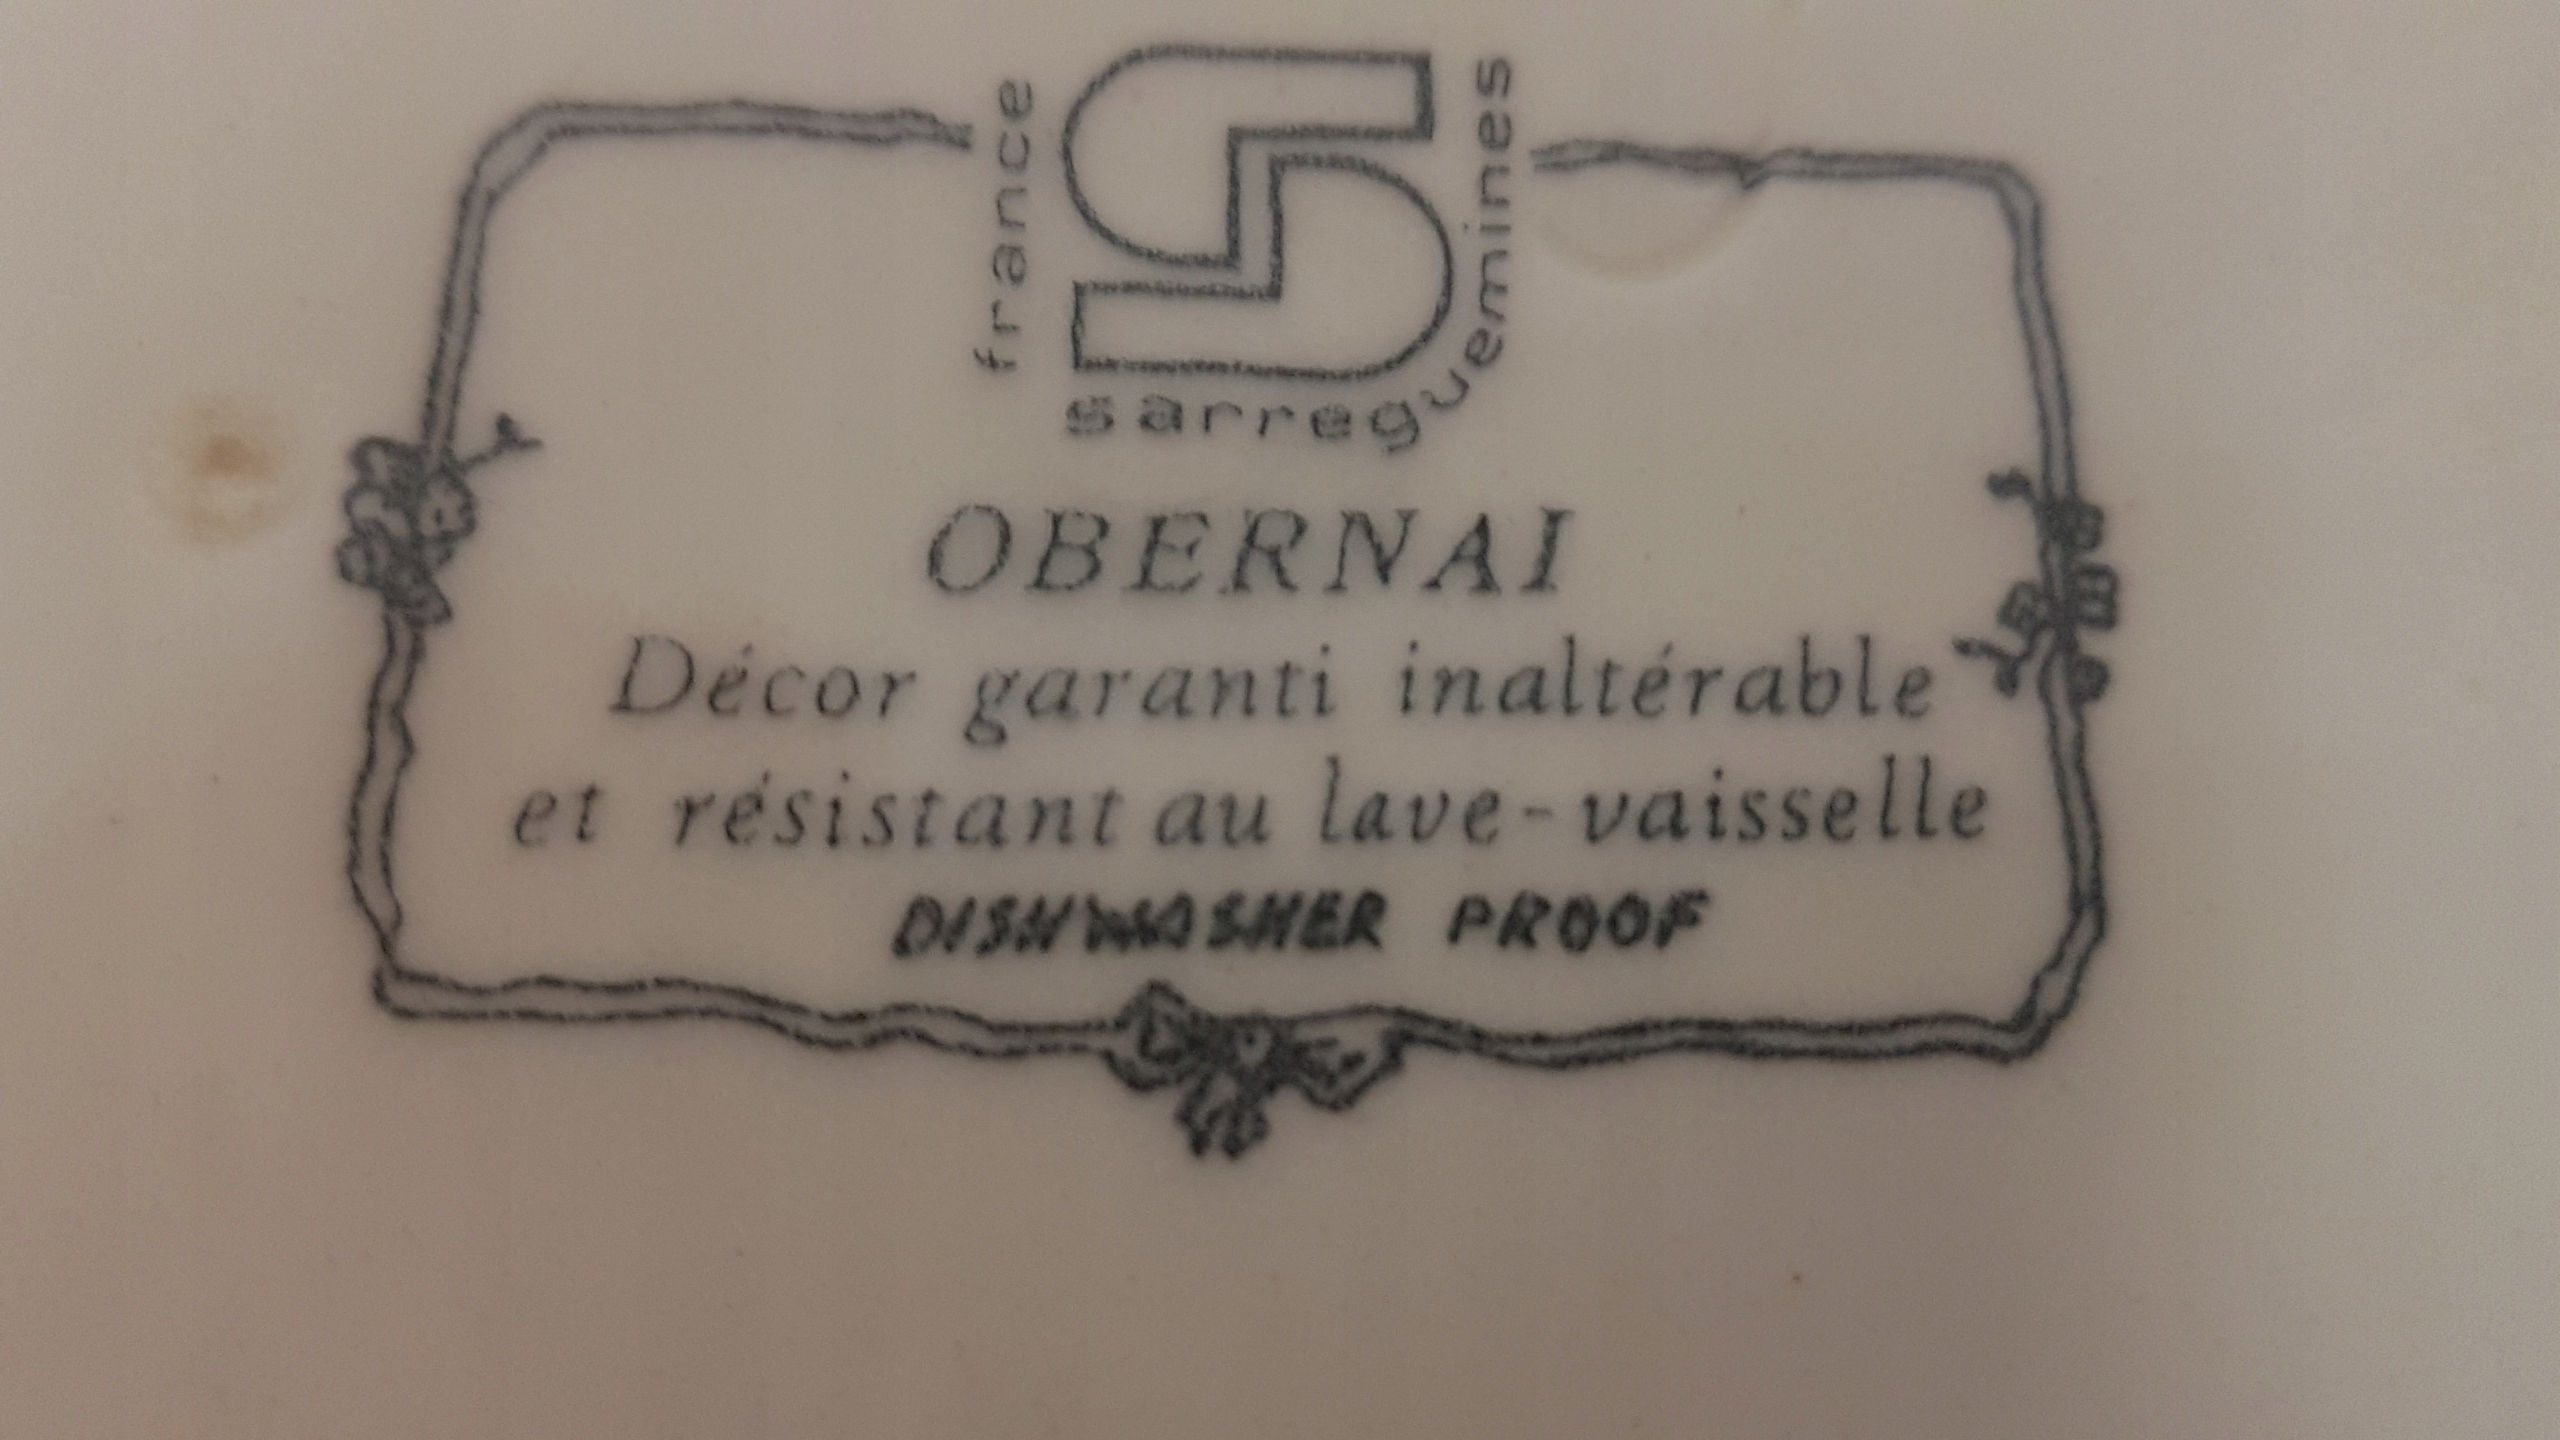 france
sarreguemines
OBERNAI
Décor garanti inaltérable
et résistant au lave-vaisselle
DISHWASHER PROOF